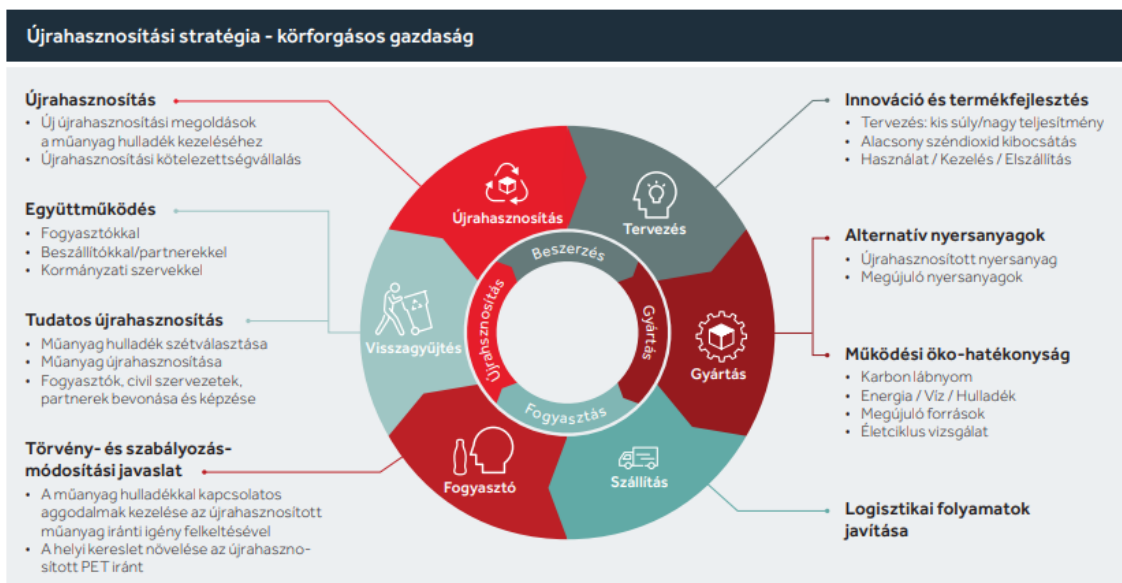 Újrahasznosítási stratégia - körforgásos gazdaság
Újrahasznosítás
• Új újrahasznosítási megoldások
a műanyag hulladék kezeléséhez
• Újrahasznosítási kötelezettségvállalás
Együttműködés
• Fogyasztókkal
• Beszállítókkal/partnerekkel
• Kormányzati szervekkel
Tudatos újrahasznosítás
• Műanyag hulladék szétválasztása
• Műanyag újrahasznosítása
• Fogyasztók, civil szervezetek,
partnerek bevonása és képzése
Törvény- és szabályozás-
módosítási javaslat
• A műanyag hulladékkal kapcsolatos
aggodalmak kezelése az újrahasznosított
műanyag iránti igény felkeltésével
• A helyi kereslet növelése az újrahaszno-
sított PET iránt
Újrahasznosítás
Tervezés
Gyártás
Szállítás
Fogyasztó
Visszagyűjtés
Beszerzés
Gyártás
Fogyasztás
Újrahsznosítás
Innováció és termékfejlesztés
• Tervezés: kis súly/nagy teljesítmény
• Alacsony széndioxid kibocsátás
• Használat / Kezelés / Elszállítás
Alternatív nyersanyagok
• Újrahasznosított nyersanyag
• Megújuló nyersanyagok
Működési öko-hatékonyság
• Karbon lábnyom
• Energia / Víz / Hulladék
• Megújuló források
• Életciklus vizsgálat
Logisztikai folyamatok
javítása